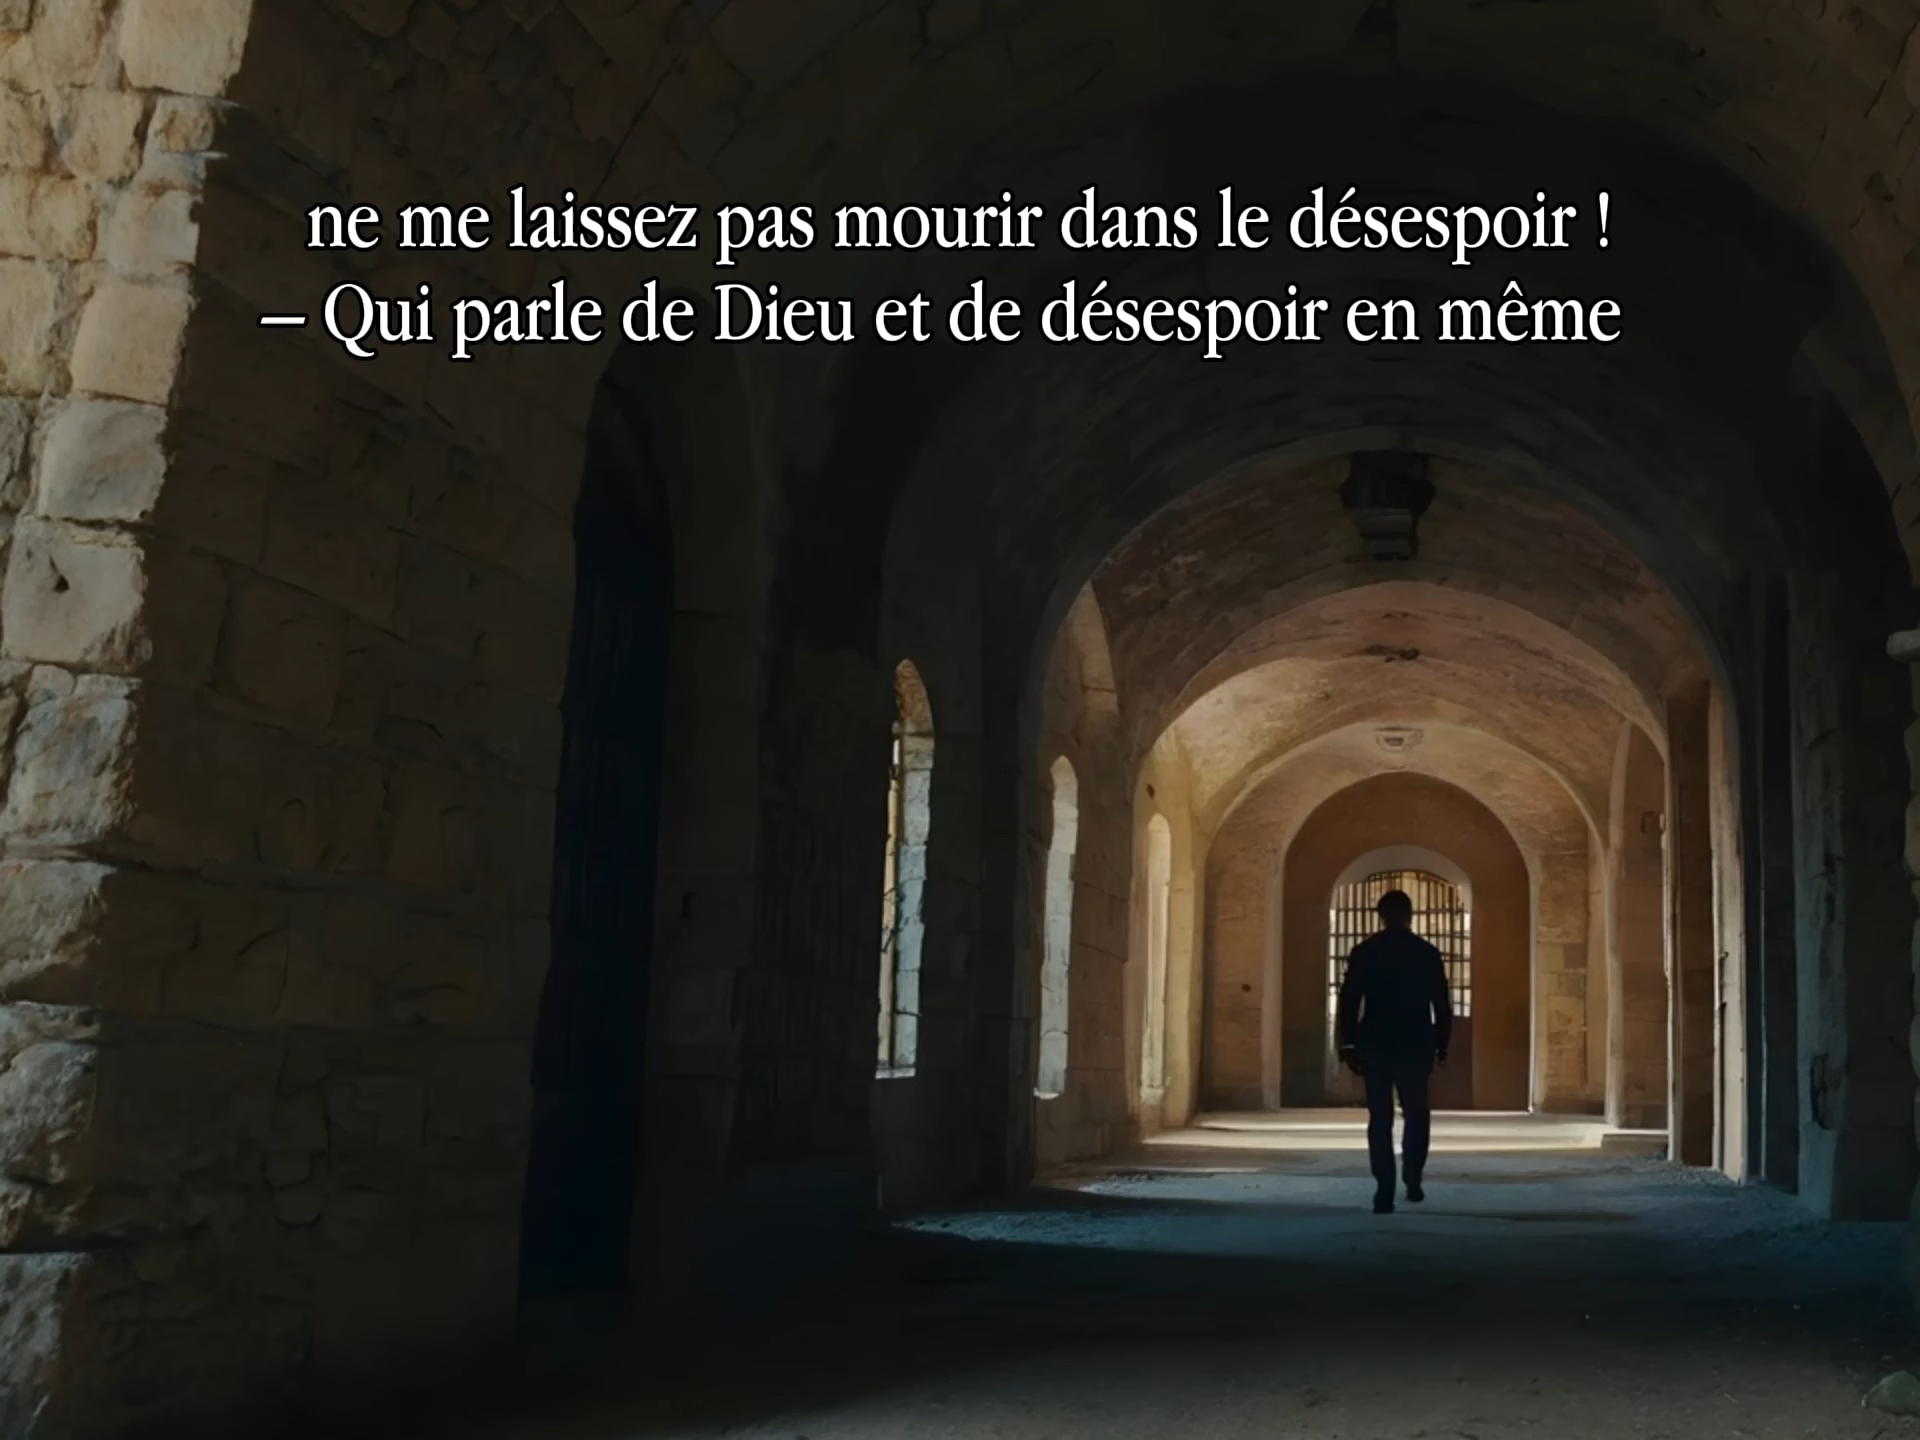 ne me laissez pas mourir dans le désespoir !
– Qui parle de Dieu et de désespoir en même